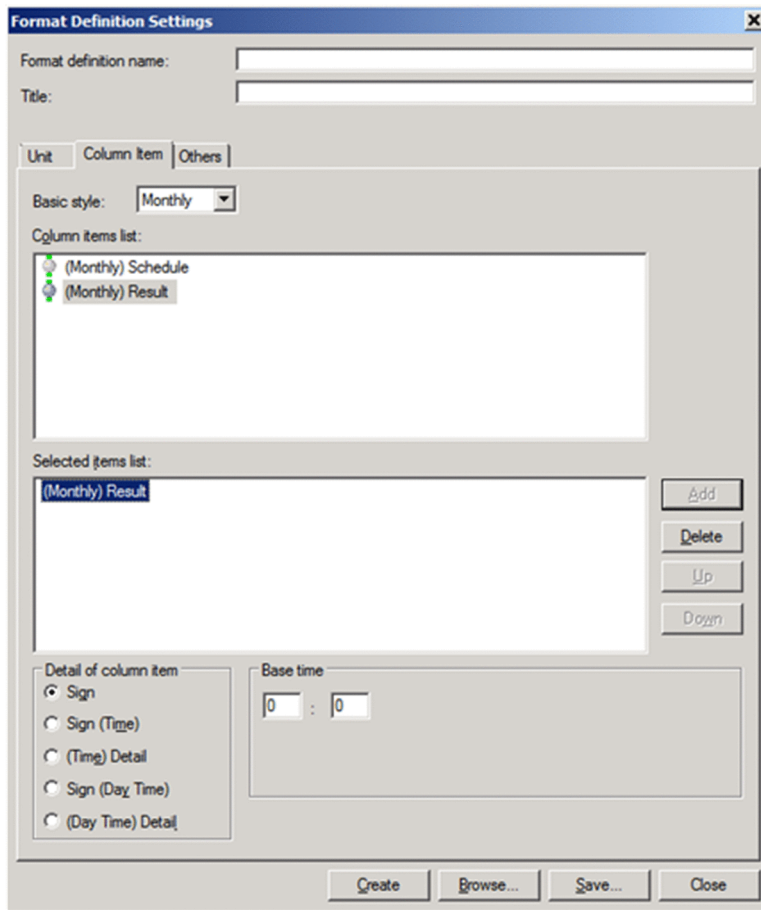 Format Definition Settings
Format definition name:
Title:
Unit Column Item Others
Basic style: Monthly
Column items list:
(Monthly) Schedule
(Monthly) Result
Selected items list:
(Monthly) Result
Add
Delete
Up
Down
Detail of column item
Sign
Sign (Time)
(Time) Detail
Sign (Day Time)
(Day Time) Detail
Base time
0 : 0
Create Browse... Save... Close